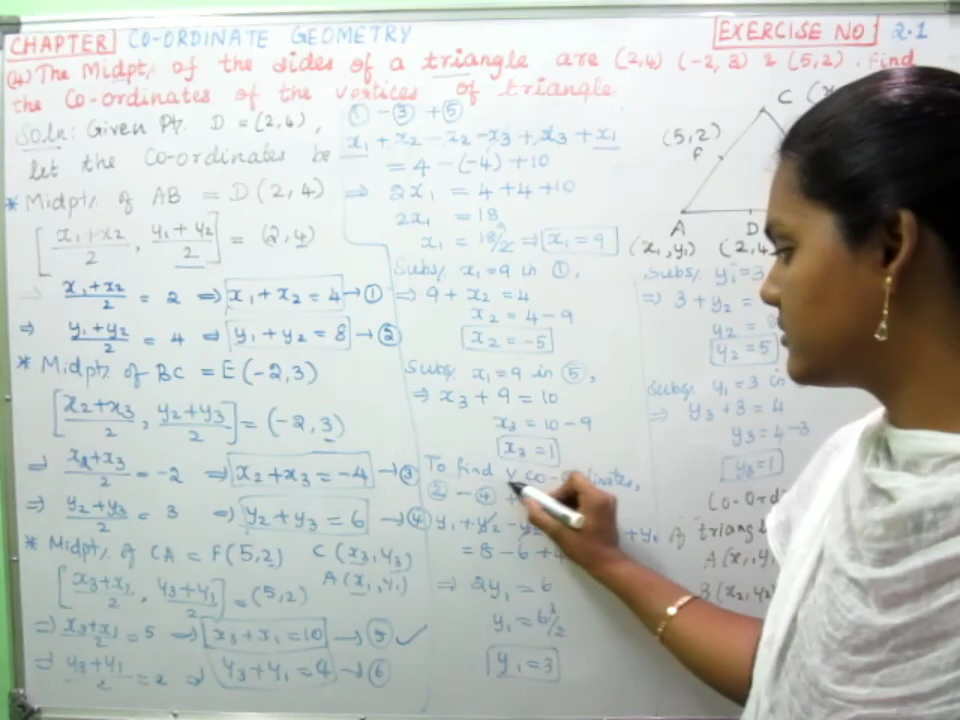 CHAPTER CO-ORDINATE GEOMETRY
EXERCISE NO 2.1
(4) The Midpt, of the sides of a triangle are (2,4) (-2, 3) & (5,2). Find
the Co-ordinates of the vertices of triangle.
Soln: Given Pt. D = (2,4),
let the Co-ordinates be
* Midpt, of AB = D (2,4)
[x1+x2/2, y1+y2/2] = (2,4)
x1+x2/2 = 2 ⇒ x1+x2 = 4 → ①
⇒ y1+y2/2 = 4 ⇒ y1+y2 = 8 → ②
* Midpt, of BC = E(-2,3)
[x2+x3/2, y2+y3/2] = (-2,3)
⇒ x2+x3/2 = -2 ⇒ x2+x3 = -4 → ③
⇒ y2+y3/2 = 3 ⇒ y2+y3 = 6 → ④
* Midpt, of CA = F(5,2) C(x3,y3)
A(x1,y1)
[x3+x1/2, y3+y1/2] = (5,2)
⇒ x3+x1/2 = 5 ⇒ x3+x1 = 10 → ⑤ ✓
⇒ y3+y1/2 = 2 ⇒ y3+y1 = 4 → ⑥
① - ③ + ⑤
x1 + x2 - x2 - x3 + x3 + x1
= 4 - (-4) + 10
⇒ 2x1 = 4+4+10
2x1 = 18
x1 = 18/2 9 ⇒ x1 = 9
Subs, x1=9 in ①,
⇒ 9 + x2 = 4
x2 = 4-9
x2 = -5
Subs, x1=9 in ⑤,
⇒ x3 + 9 = 10
x3 = 10-9
x3 = 1
To find y co-ordinates,
② - ④
y1 + y2 - y2 + y1
= 8 - 6 + 4
⇒ 2y1 = 6
y1 = 6/2 3
y1 = 3
C (x
(5,2)
F
A D
(x1,y1) (2,4
Subs, y1=3
⇒ 3 + y2 =
y2 = 8
y2 = 5
Subs, y1=3 in
⇒ y3+3 = 4
y3 = 4-3
y3 = 1
Co-ordi
of triangl
A(x1,y1
B(x2,y2